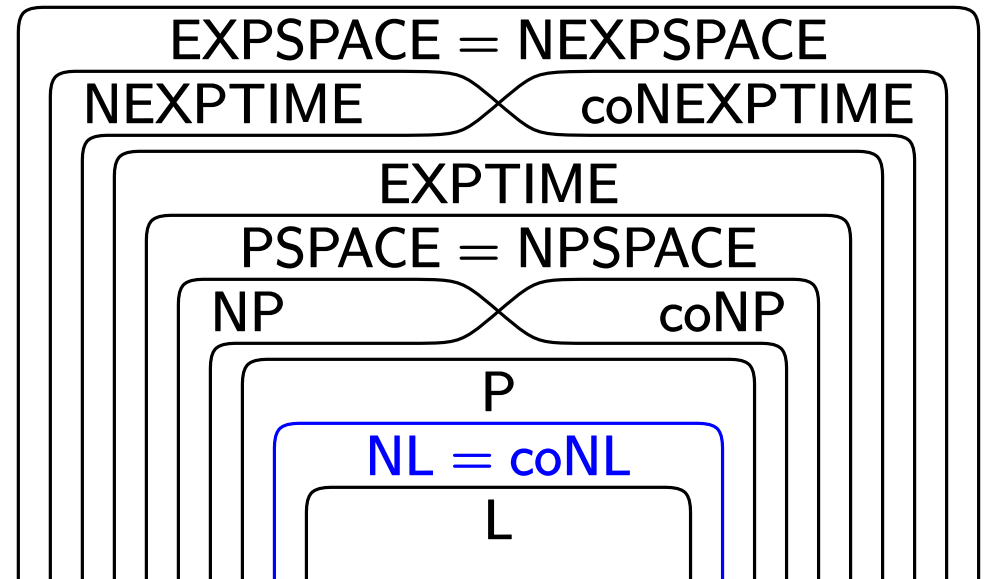 EXPSPACE = NEXPSPACE
NEXPTIME coNEXPTIME
EXPTIME
PSPACE = NPSPACE
NP coNP
P
NL = coNL
L